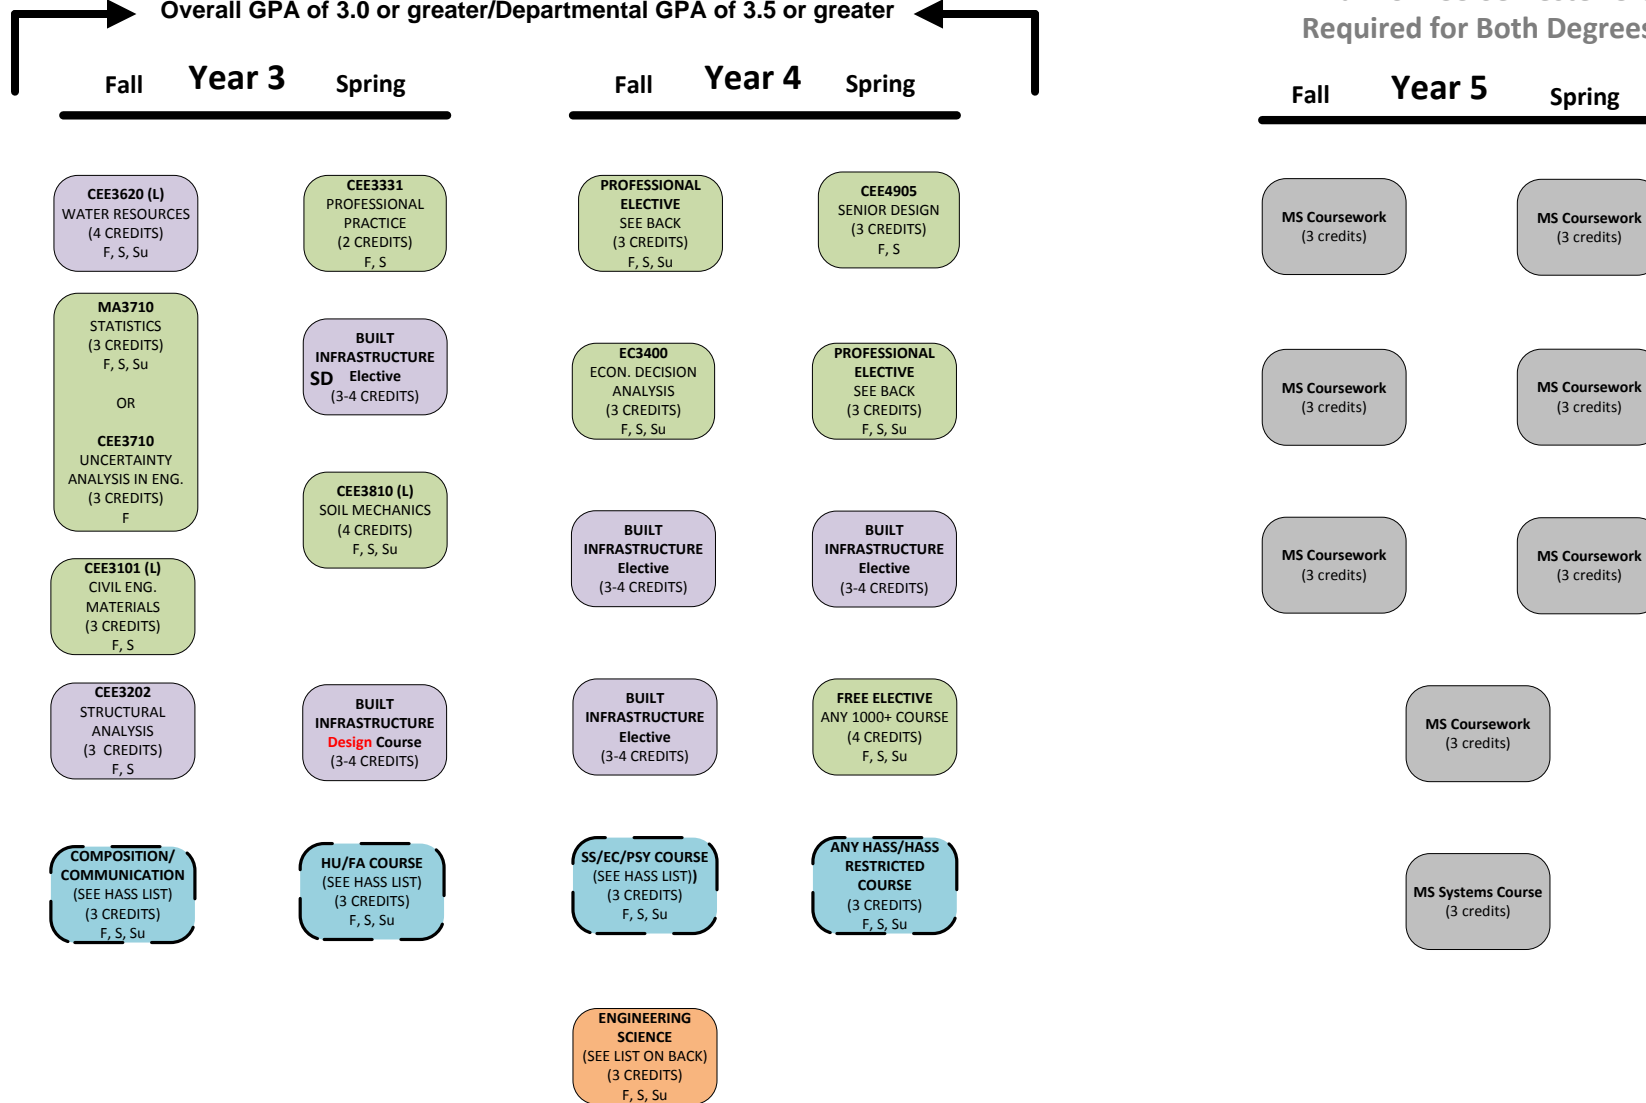 Overall GPA of 3.0 or greater/Departmental GPA of 3.5 or greater
Required for Both Degrees
Fall Year 3 Spring
Fall Year 4 Spring
Fall Year 5 Spring
CEE3620 (L)
WATER RESOURCES
(4 CREDITS)
F, S, Su
MA3710
STATISTICS
(3 CREDITS)
F, S, Su
OR
CEE3710
UNCERTAINTY
ANALYSIS IN ENG.
(3 CREDITS)
F
CEE3101 (L)
CIVIL ENG.
MATERIALS
(3 CREDITS)
F, S
CEE3202
STRUCTURAL
ANALYSIS
(3 CREDITS)
F, S
COMPOSITION/
COMMUNICATION
(SEE HASS LIST)
(3 CREDITS)
F, S, Su
CEE3331
PROFESSIONAL
PRACTICE
(2 CREDITS)
F, S
BUILT
INFRASTRUCTURE
SD Elective
(3-4 CREDITS)
CEE3810 (L)
SOIL MECHANICS
(4 CREDITS)
F, S, Su
BUILT
INFRASTRUCTURE
Design Course
(3-4 CREDITS)
HU/FA COURSE
(SEE HASS LIST)
(3 CREDITS)
F, S, Su
PROFESSIONAL
ELECTIVE
SEE BACK
(3 CREDITS)
F, S, Su
EC3400
ECON. DECISION
ANALYSIS
(3 CREDITS)
F, S, Su
BUILT
INFRASTRUCTURE
Elective
(3-4 CREDITS)
BUILT
INFRASTRUCTURE
Elective
(3-4 CREDITS)
SS/EC/PSY COURSE
(SEE HASS LIST))
(3 CREDITS)
F, S, Su
ENGINEERING
SCIENCE
(SEE LIST ON BACK)
(3 CREDITS)
F, S, Su
CEE4905
SENIOR DESIGN
(3 CREDITS)
F, S
PROFESSIONAL
ELECTIVE
SEE BACK
(3 CREDITS)
F, S, Su
BUILT
INFRASTRUCTURE
Elective
(3-4 CREDITS)
FREE ELECTIVE
ANY 1000+ COURSE
(4 CREDITS)
F, S, Su
ANY HASS/HASS
RESTRICTED
COURSE
(3 CREDITS)
F, S, Su
MS Coursework
(3 credits)
MS Coursework
(3 credits)
MS Coursework
(3 credits)
MS Coursework
(3 credits)
MS Coursework
(3 credits)
MS Coursework
(3 credits)
MS Coursework
(3 credits)
MS Systems Course
(3 credits)